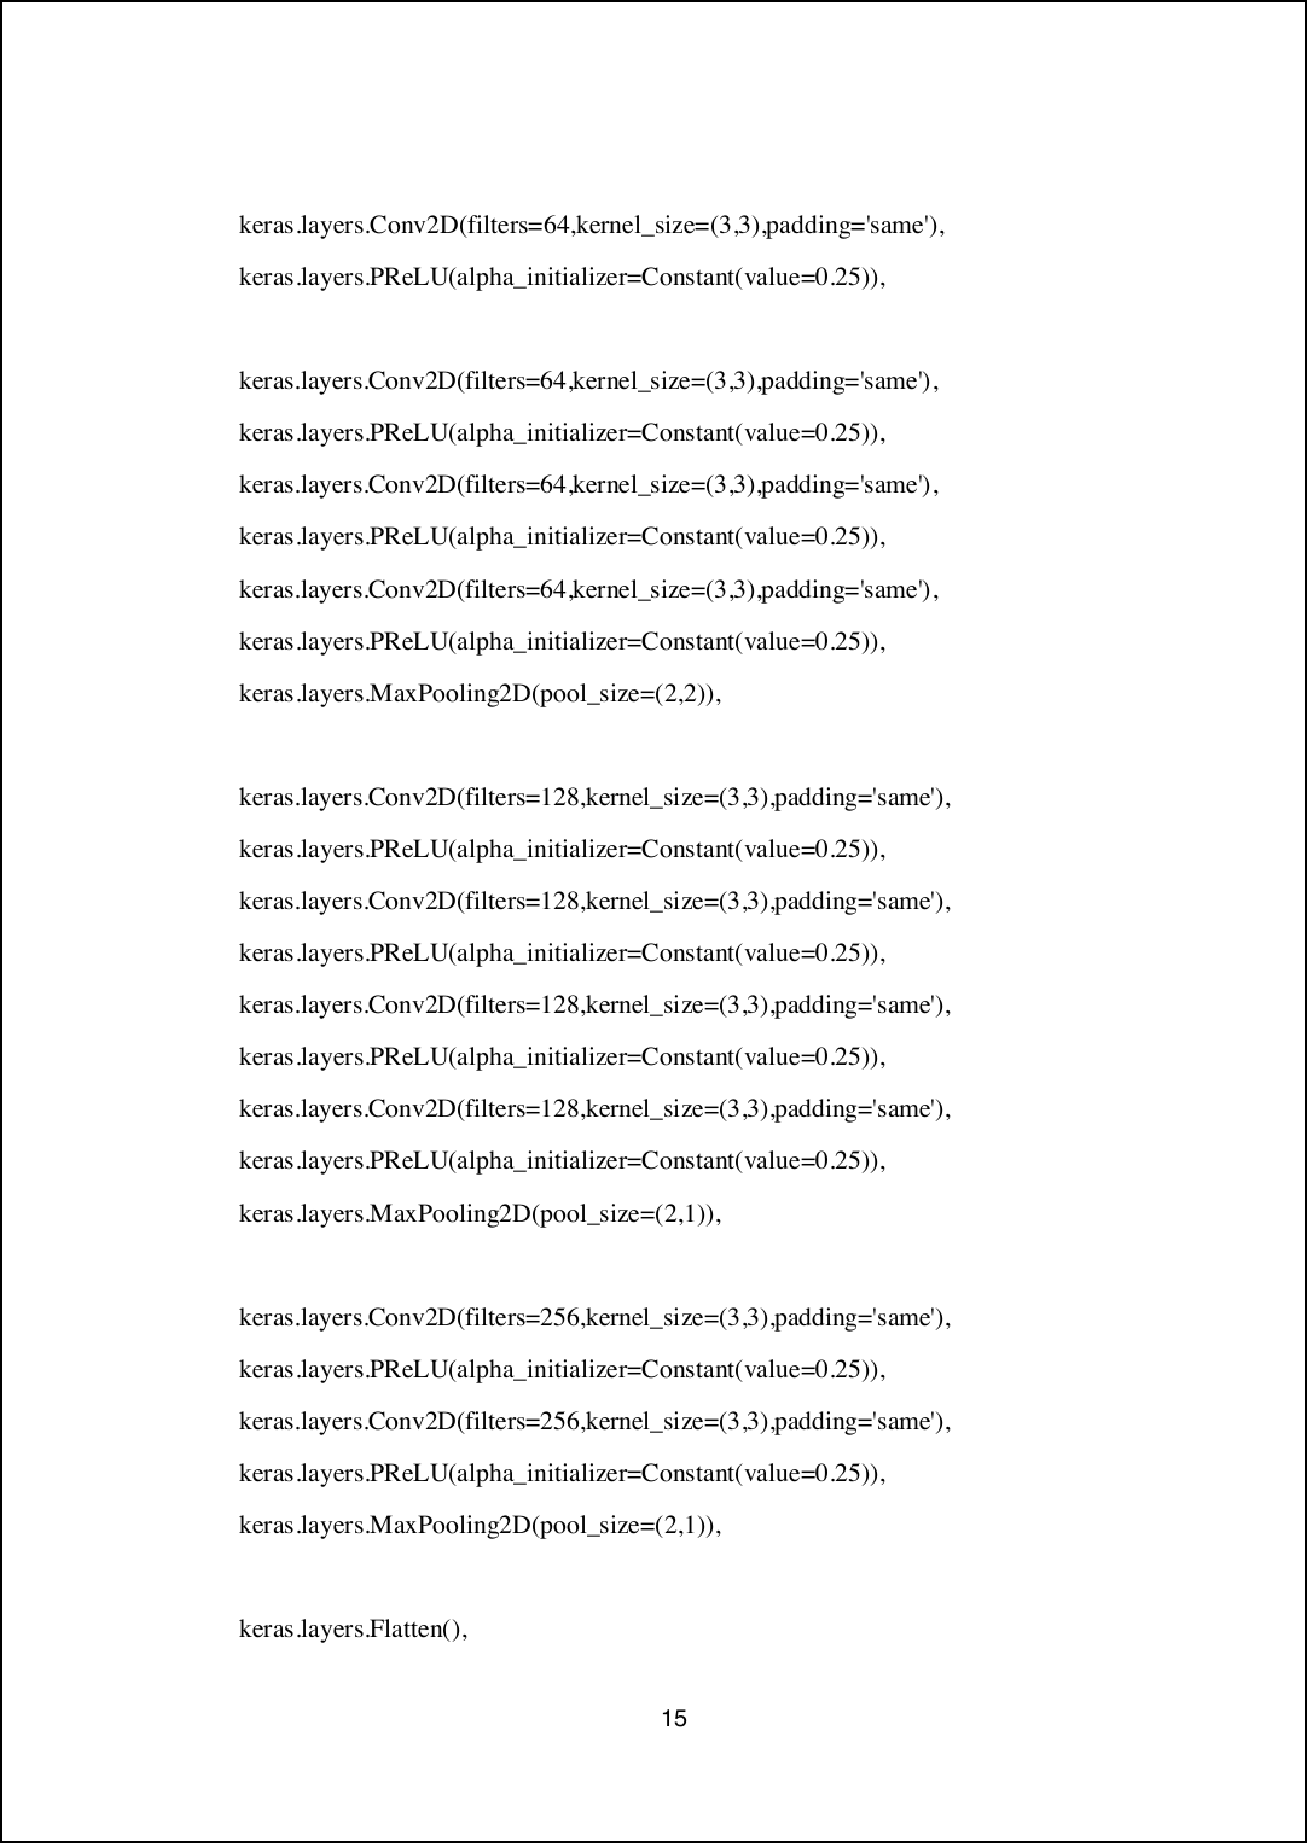 keras.layers.Conv2D(filters=64,kernel_size=(3,3),padding='same'),
keras.layers.PReLU(alpha_initializer=Constant(value=0.25)),
keras.layers.Conv2D(filters=64,kernel_size=(3,3),padding='same'),
keras.layers.PReLU(alpha_initializer=Constant(value=0.25)),
keras.layers.Conv2D(filters=64,kernel_size=(3,3),padding='same'),
keras.layers.PReLU(alpha_initializer=Constant(value=0.25)),
keras.layers.Conv2D(filters=64,kernel_size=(3,3),padding='same'),
keras.layers.PReLU(alpha_initializer=Constant(value=0.25)),
keras.layers.MaxPooling2D(pool_size=(2,2)),
keras.layers.Conv2D(filters=128,kernel_size=(3,3),padding='same'),
keras.layers.PReLU(alpha_initializer=Constant(value=0.25)),
keras.layers.Conv2D(filters=128,kernel_size=(3,3),padding='same'),
keras.layers.PReLU(alpha_initializer=Constant(value=0.25)),
keras.layers.Conv2D(filters=128,kernel_size=(3,3),padding='same'),
keras.layers.PReLU(alpha_initializer=Constant(value=0.25)),
keras.layers.Conv2D(filters=128,kernel_size=(3,3),padding='same'),
keras.layers.PReLU(alpha_initializer=Constant(value=0.25)),
keras.layers.MaxPooling2D(pool_size=(2,1)),
keras.layers.Conv2D(filters=256,kernel_size=(3,3),padding='same'),
keras.layers.PReLU(alpha_initializer=Constant(value=0.25)),
keras.layers.Conv2D(filters=256,kernel_size=(3,3),padding='same'),
keras.layers.PReLU(alpha_initializer=Constant(value=0.25)),
keras.layers.MaxPooling2D(pool_size=(2,1)),
keras.layers.Flatten(),
15